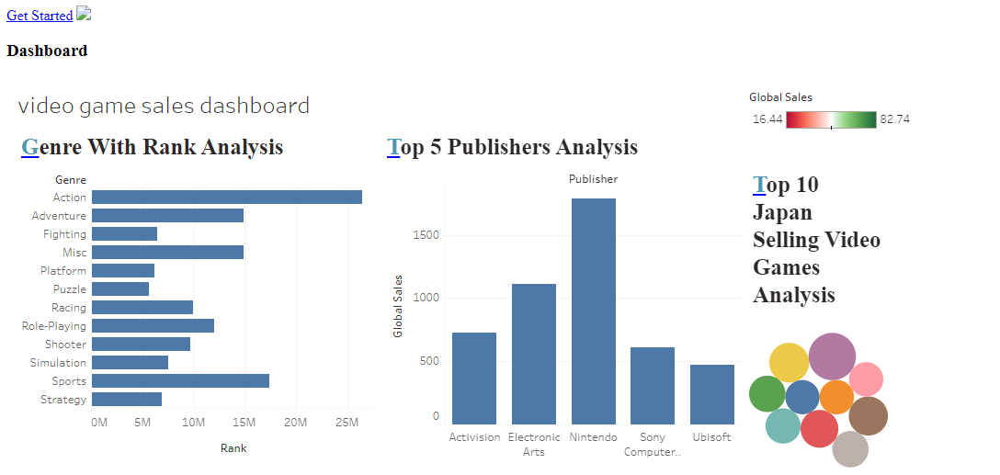 Get Started
Dashboard
video game sales dashboard
Global Sales
16.44 82.74
Genre With Rank Analysis
Genre
Action
Adventure
Fighting
Misc
Platform
Puzzle
Racing
Role-Playing
Shooter
Simulation
Sports
Strategy
0M 5M 10M 15M 20M 25M
Rank
Top 5 Publishers Analysis
Publisher
Global Sales
1500
1000
500
0
Activision Electronic Nintendo Sony Ubisoft
Arts Computer..
Top 10
Japan
Selling Video
Games
Analysis